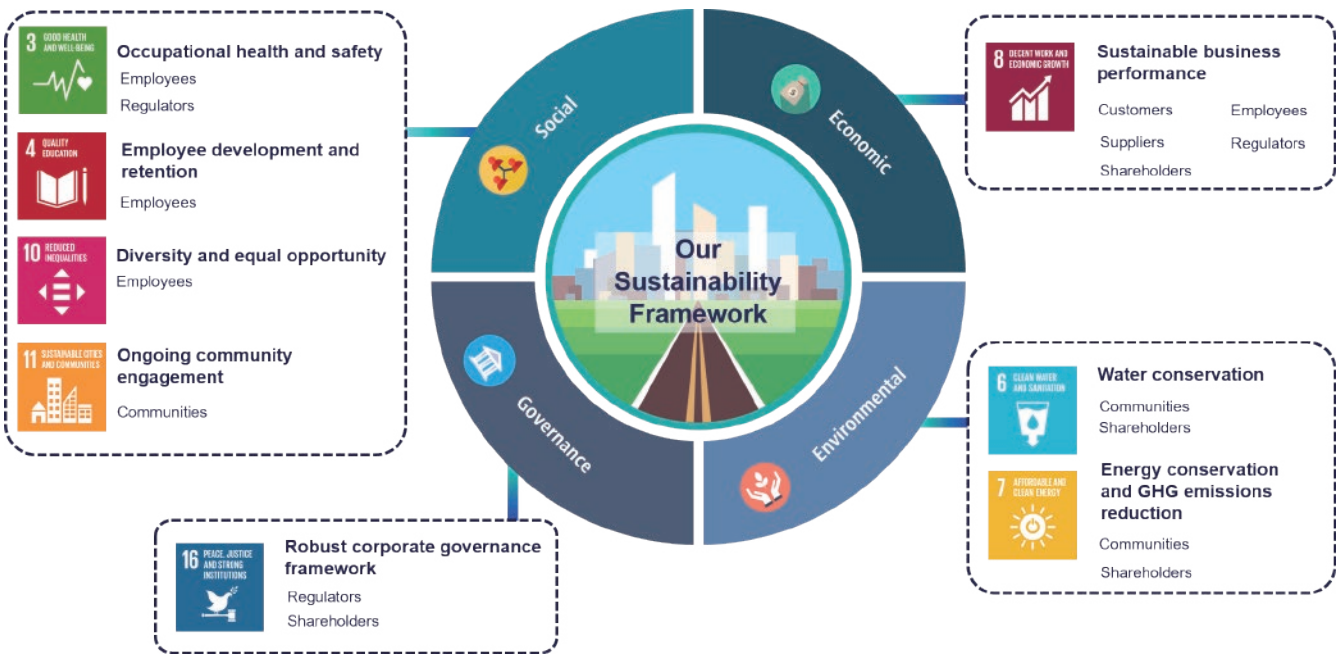 3 GOOD HEALTH
AND WELL-BEING
Occupational health and safety
Employees
Regulators
4 QUALITY
EDUCATION
Employee development and
retention
Employees
10 REDUCED
INEQUALITIES
Diversity and equal opportunity
Employees
11 SUSTAINABLE CITIES
AND COMMUNITIES
Ongoing community
engagement
Communities
Social
Economic
Governance
Environmental
Our
Sustainability
Framework
8 DECENT WORK AND
ECONOMIC GROWTH
Sustainable business
performance
Customers Employees
Suppliers Regulators
Shareholders
6 CLEAN WATER
AND SANITATION
Water conservation
Communities
Shareholders
7 AFFORDABLE AND
CLEAN ENERGY
Energy conservation
and GHG emissions
reduction
Communities
Shareholders
16 PEACE, JUSTICE
AND STRONG
INSTITUTIONS
Robust corporate governance
framework
Regulators
Shareholders